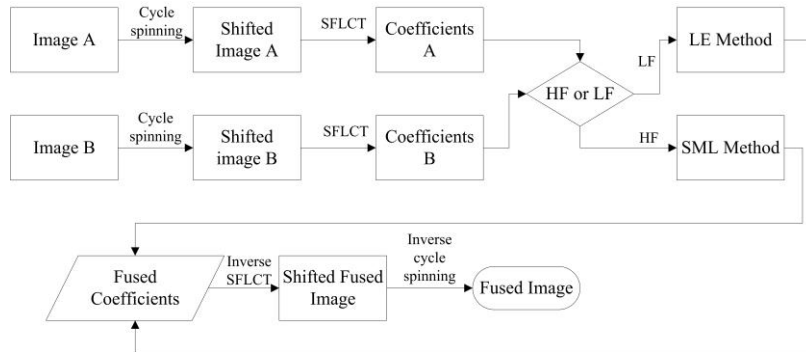 Image A
Cycle
spinning
Shifted
Image A
SFLCT
Coefficients
A
HF or LF
LF
LE Method
Image B
Cycle
spinning
Shifted
image B
SFLCT
Coefficients
B
HF
SML Method
Fused
Coefficients
Inverse
SFLCT
Shifted Fused
Image
Inverse
cycle
spinning
Fused Image